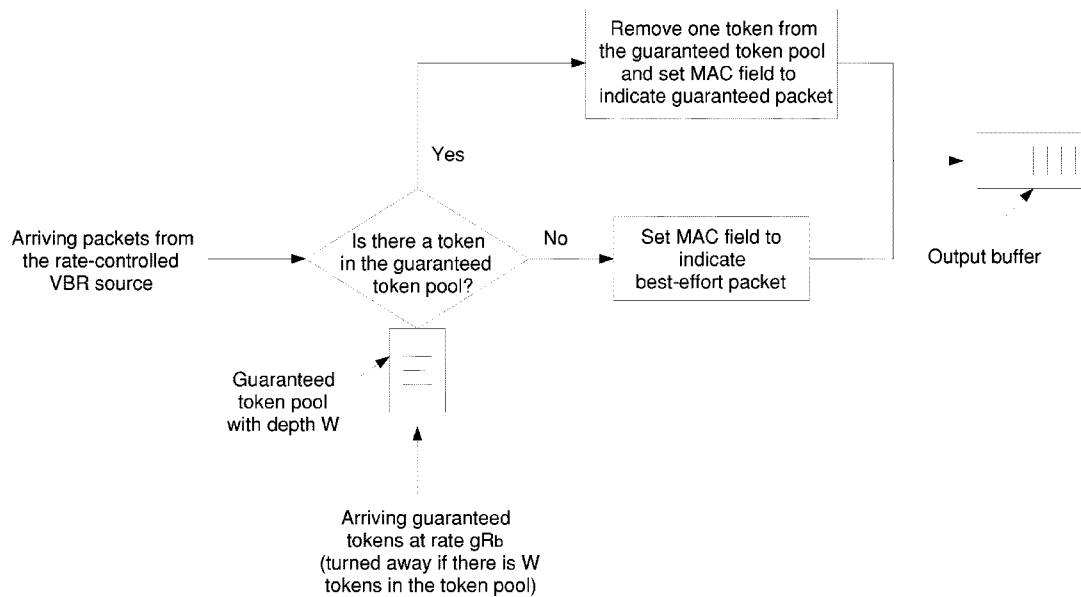 Remove one token from
the guaranteed token pool
and set MAC field to
indicate guaranteed packet
Yes
Arriving packets from
the rate-controlled
VBR source
Is there a token
in the guaranteed
token pool?
No
Set MAC field to
indicate
best-effort packet
Output buffer
Guaranteed
token pool
with depth W
Arriving guaranteed
tokens at rate gRb
(turned away if there is W
tokens in the token pool)